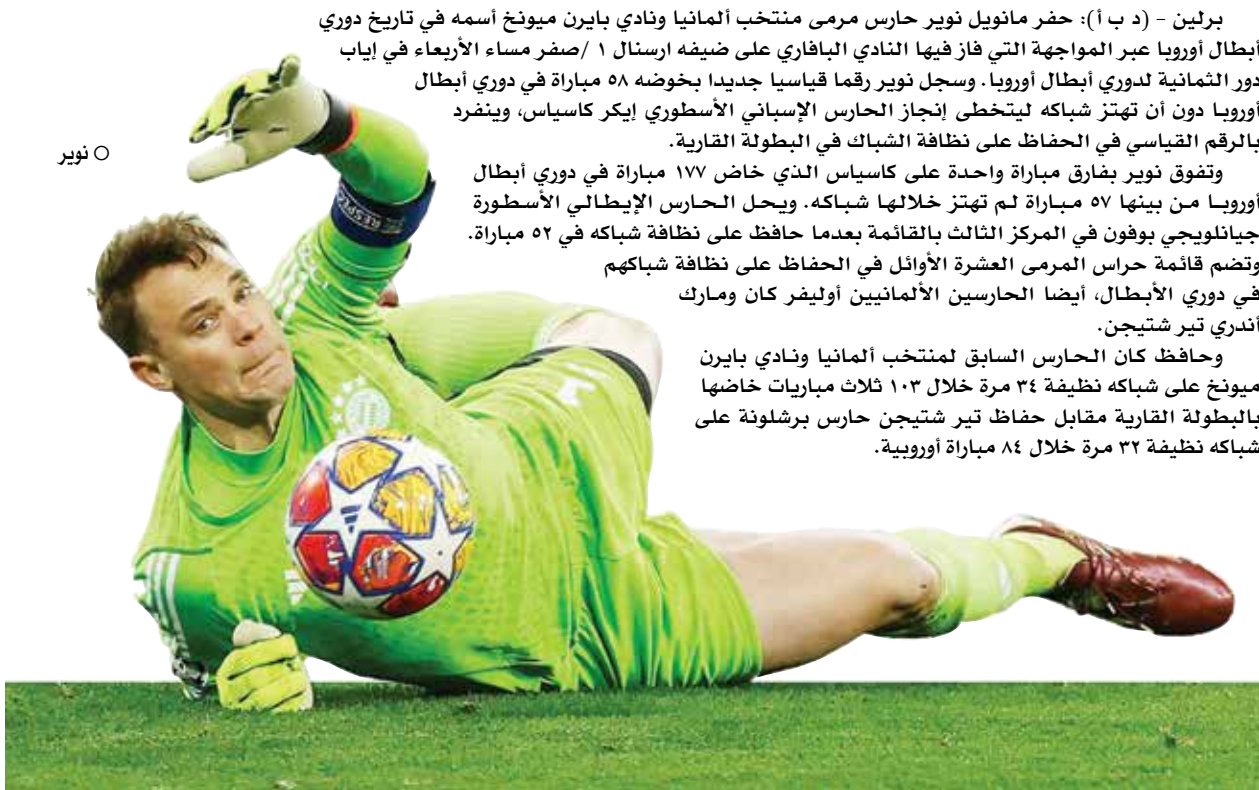 برلين - (د ب أ): حفر مانويل نوير حارس مرمى منتخب ألمانيا ونادي بايرن ميونخ أسمه في تاريخ دوري
أبطال أوروبا عبر المواجهة التي فاز فيها النادي البافاري على ضيفه ارسنال ١ /صفر مساء الأربعاء في إياب
دور الثمانية لدوري أبطال أوروبا. وسجل نوير رقما قياسيا جديدا بخوضه ٥٨ مباراة في دوري أبطال
أوروبا دون أن تهتز شباكه ليتخطى إنجاز الحارس الإسباني الأسطوري إيكر كاسياس، وينفرد
بالرقم القياسي في الحفاظ على نظافة الشباك في البطولة القارية.
وتفوق نوير بفارق مباراة واحدة على كاسياس الذي خاض ١٧٧ مباراة في دوري أبطال
أوروبا من بينها ٥٧ مباراة لم تهتز خلالها شباكه. ويحل الحارس الإيطالي الأسطورة
جيانلويجي بوفون في المركز الثالث بالقائمة بعدما حافظ على نظافة شباكه في ٥٢ مباراة.
وتضم قائمة حراس المرمى العشرة الأوائل في الحفاظ على نظافة شباكهم
في دوري الأبطال، أيضا الحارسين الألمانيين أوليفر كان ومارك
أندري تير شتيجن.
وحافظ كان الحارس السابق لمنتخب ألمانيا ونادي بايرن
ميونخ على شباكه نظيفة ٣٤ مرة خلال ١٠٣ ثلاث مباريات خاضها
بالبطولة القارية مقابل حفاظ تير شتيجن حارس برشلونة على
شباكه نظيفة ٣٢ مرة خلال ٨٤ مباراة أوروبية.
○ نوير
RESPECT